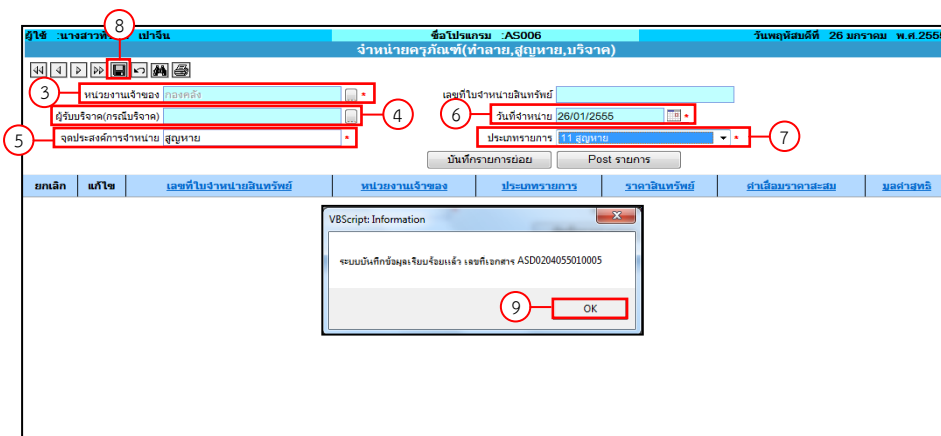 8
ผู้ใช้ :นางสาว เปาจีน ชื่อโปรแกรม :AS006 วันพฤหัสบดีที่ 26 มกราคม พ.ศ.2555
จำหน่ายครุภัณฑ์(ทำลาย,สูญหาย,บริจาค)
3 หน่วยงานเจ้าของ กองคลัง ... * เลขที่ใบจำหน่ายสินทรัพย์
ผู้รับบริจาค(กรณีบริจาค) ... 4 6 วันที่จำหน่าย 26/01/2565 *
5 จุดประสงค์การจำหน่าย สูญหาย * ประเภทรายการ 11 สูญหาย * 7
บันทึกรายการย่อย Post รายการ
ยกเลิก แก้ไข เลขที่ใบจำหน่ายสินทรัพย์ หน่วยงานเจ้าของ ประเภทรายการ ราคาสินทรัพย์ ค่าเสื่อมราคาสะสม มูลค่าสุทธิ
VBScript: Information
ระบบบันทึกข้อมูลเรียบร้อยแล้ว เลขที่เอกสาร ASD0204055010005
9 OK